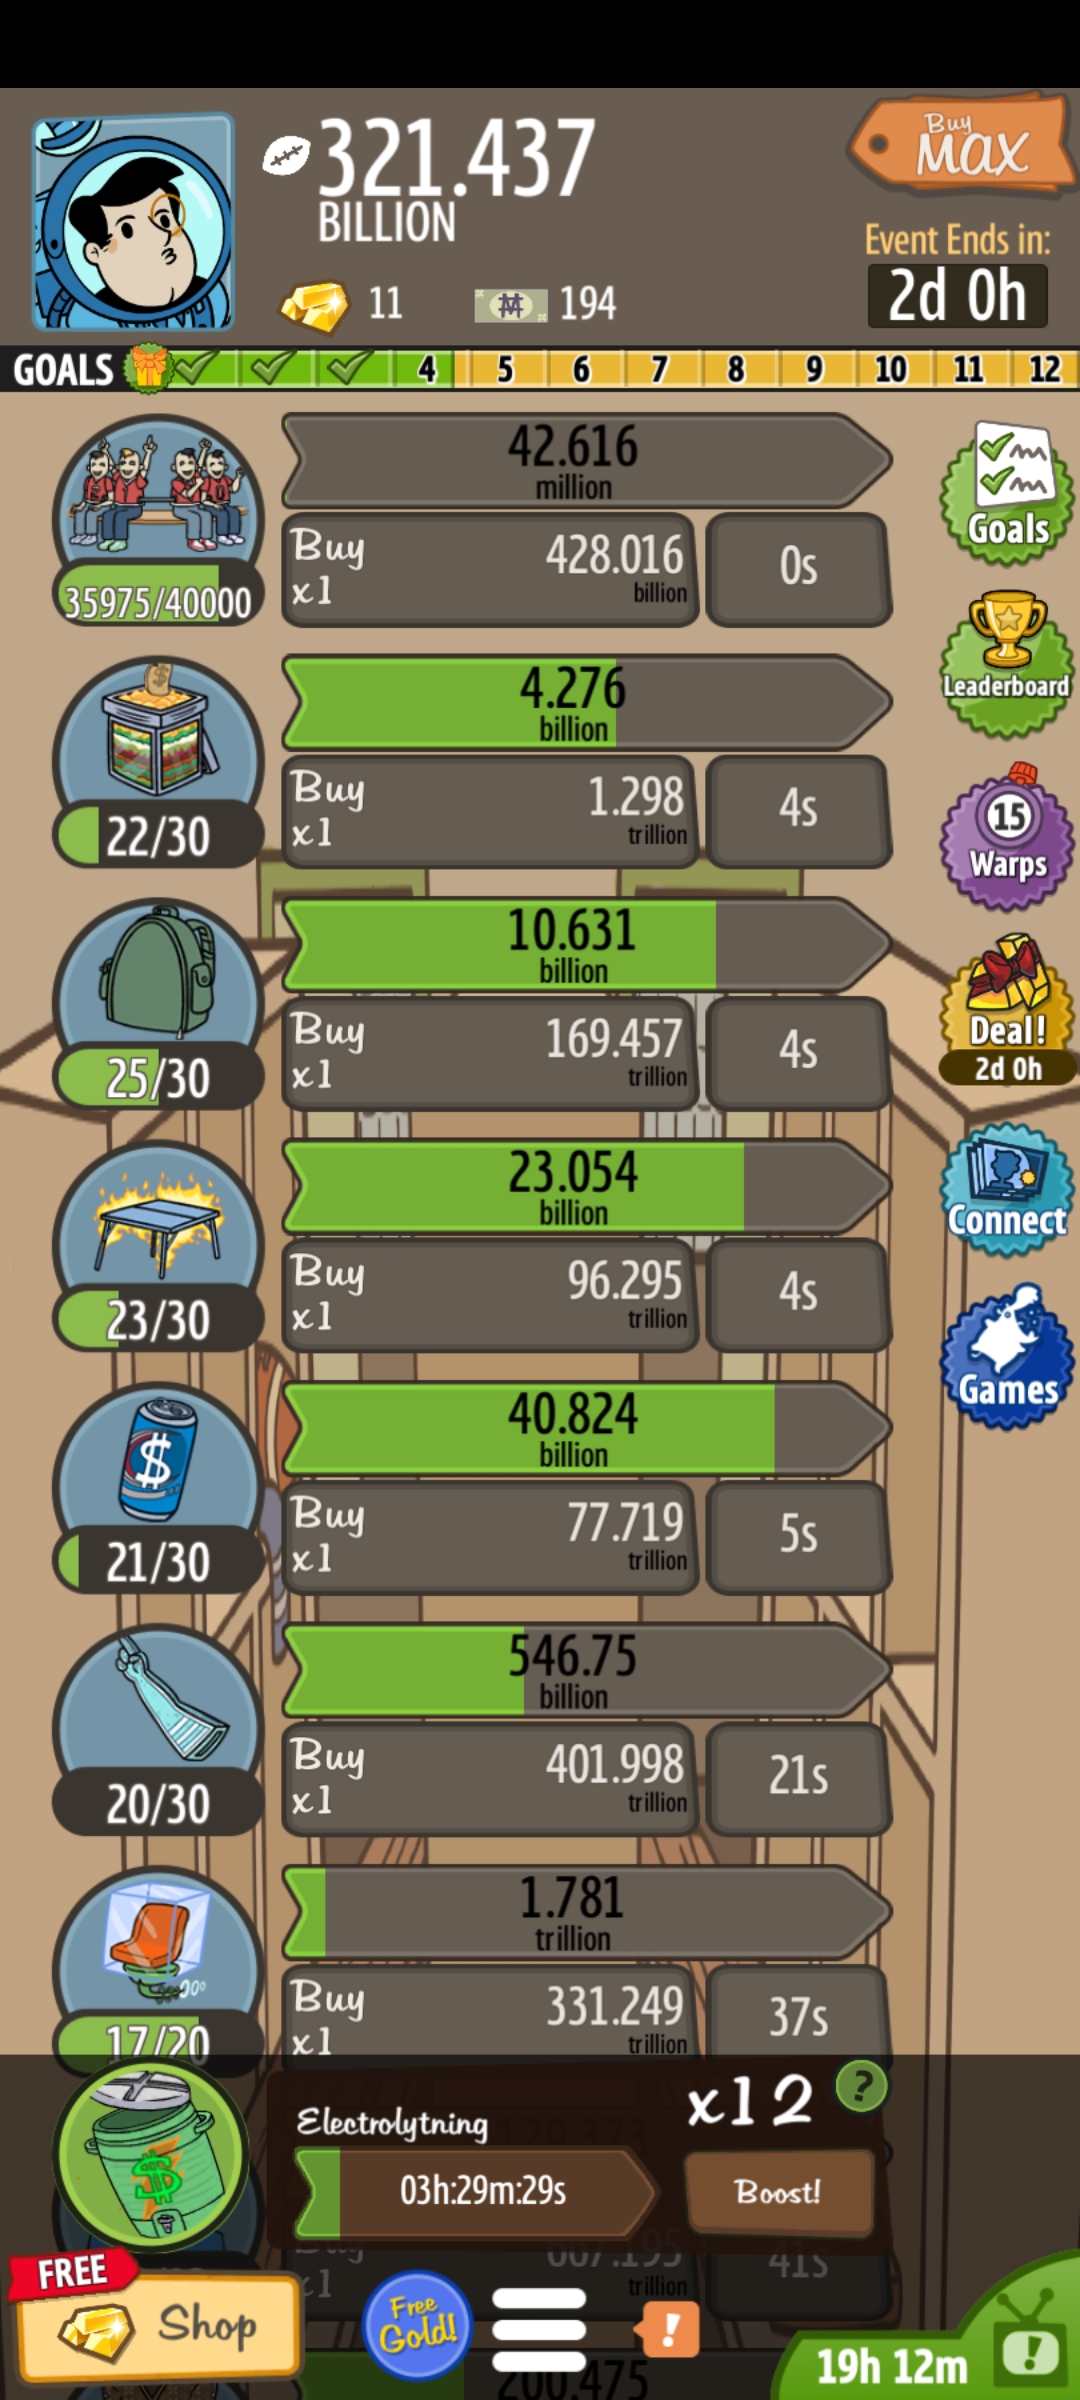 321.437
BILLION
11
194
Buy
MAX
Event Ends in:
2d 0h
GOALS 4 5 6 7 8 9 10 11 12
42.616
million
35975/40000
Buy
x1
428.016
billion
0s
Goals
4.276
billion
22/30
Buy
x1
1.298
trillion
4s
Leaderboard
15
Warps
10.631
billion
25/30
Buy
x1
169.457
trillion
4s
Deal!
2d 0h
23.054
billion
23/30
Buy
x1
96.295
trillion
4s
Connect
40.824
billion
21/30
Buy
x1
77.719
trillion
5s
Games
546.75
billion
20/30
Buy
x1
401.998
trillion
21s
1.781
trillion
17/20
Buy
x1
331.249
trillion
37s
Electrolytning
x12
?
03h:29m:29s
Boost!
Buy
x1
667.195
trillion
41s
FREE
Shop
Free
Gold!
!
200.475
19h 12m
!